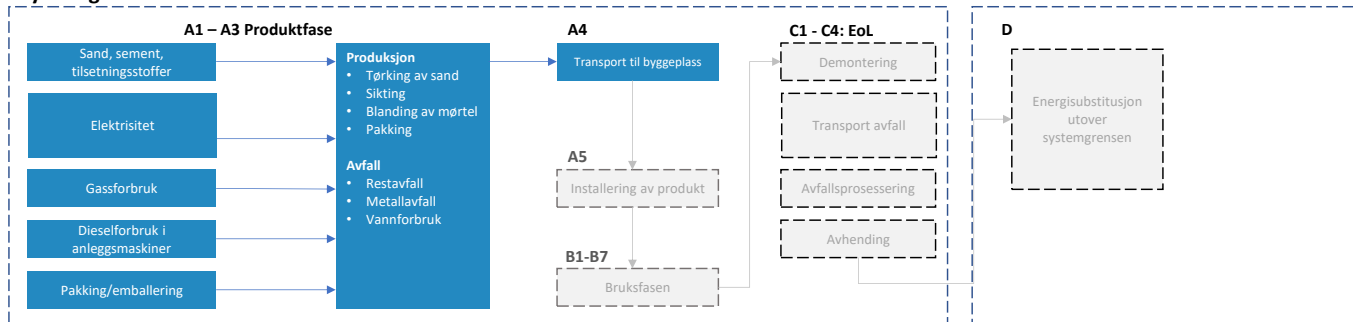 A1 – A3 Produktfase
Sand, sement,
tilsetningsstoffer
Elektrisitet
Gassforbruk
Dieselforbruk i
anleggsmaskiner
Pakking/emballering
Produksjon
• Tørking av sand
• Sikting
• Blanding av mørtel
• Pakking
Avfall
• Restavfall
• Metallavfall
• Vannforbruk
A4
Transport til byggeplass
A5
Installering av produkt
B1-B7
Bruksfasen
C1 - C4: EoL
Demontering
Transport avfall
Avfallsprosessering
Avhending
D
Energisubstitusjon
utover
systemgrensen